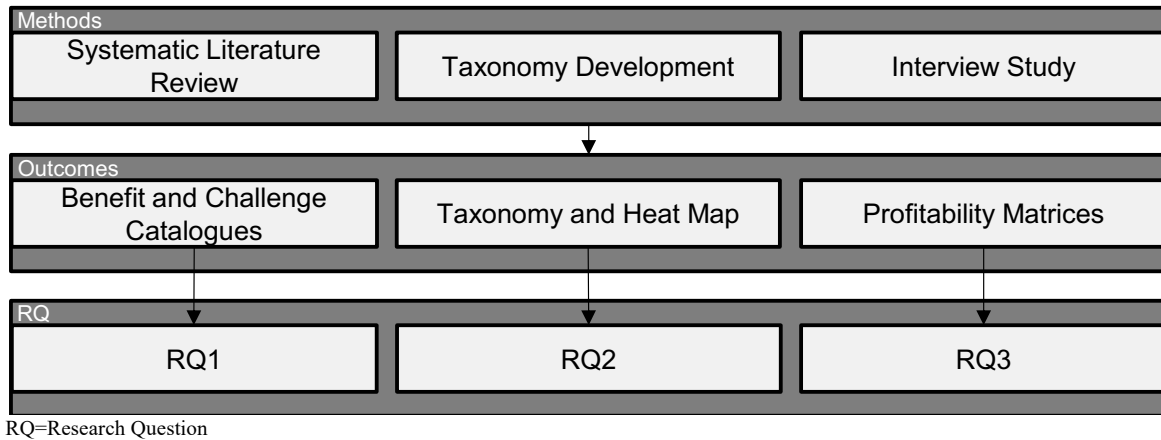 Methods
Systematic Literature
Review
Taxonomy Development
Interview Study
Outcomes
Benefit and Challenge
Catalogues
Taxonomy and Heat Map
Profitability Matrices
RQ
RQ1
RQ2
RQ3
RQ=Research Question